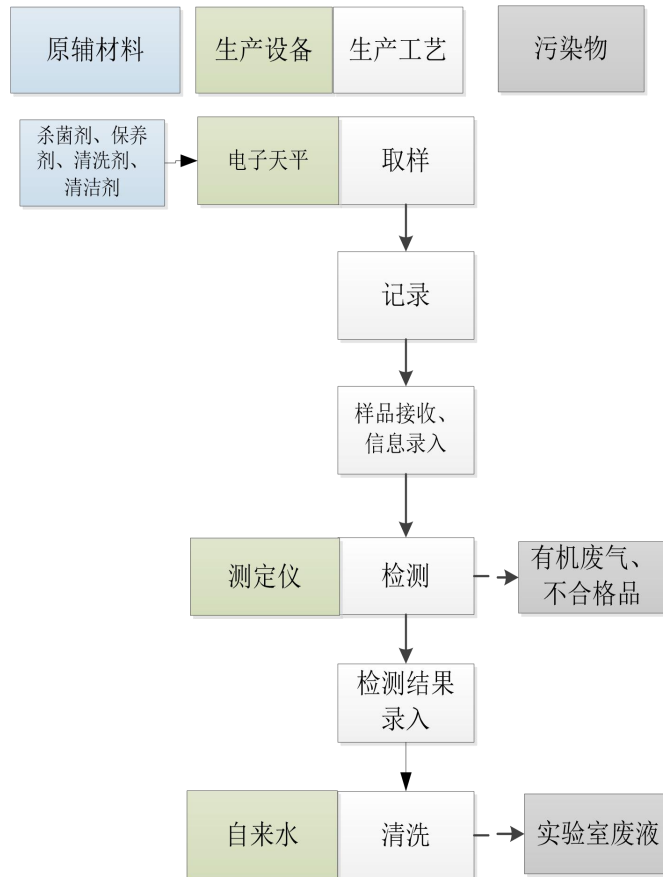 原辅材料
生产设备
生产工艺
污染物
杀菌剂、保养
剂、清洗剂、
清洁剂
电子天平
取样
记录
样品接收、
信息录入
测定仪
检测
有机废气、
不合格品
检测结果
录入
自来水
清洗
实验室废液